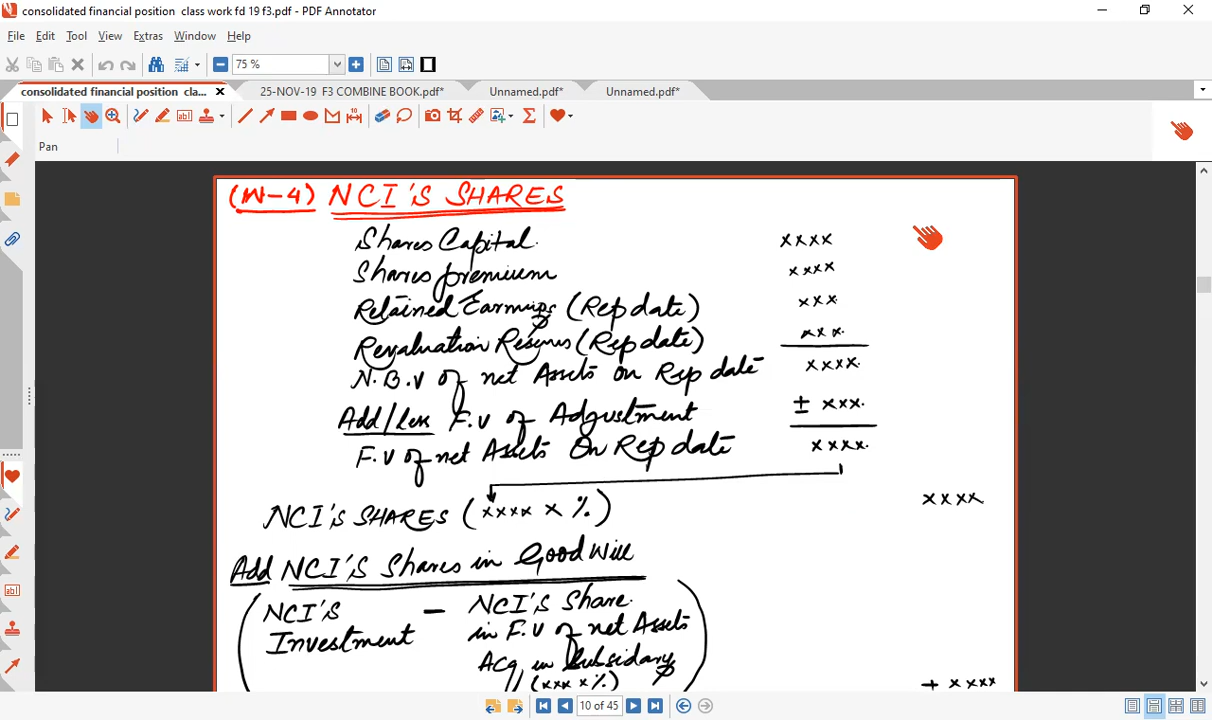 consolidated financial position  class work fd 19 f3.pdf - PDF Annotator
File Edit Tool View Extras Window Help
75 %
consolidated financial position cla... 25-NOV-19 F3 COMBINE BOOK.pdf* Unnamed.pdf* Unnamed.pdf*
Pan
(W-4) NCI'S SHARES
Shares Capital. xxxx
Shares premium xxxx
Retained Earnings (Rep date) xxx.
Revaluation Reserves (Rep date) xxx.
N.B.V of net Assets On Rep date xxxx.
Add/less F.V of Adjustment ± xxx.
F.V of net Assets On Rep date xxxx.
NCI'S SHARES (xxxx x %) xxxx
Add NCI'S Shares in GoodWill
(NCI'S Investment - NCI'S Share. in F.V of net Assets Acq in Subsidary (xxx x %)) + xxxx
10 of 45